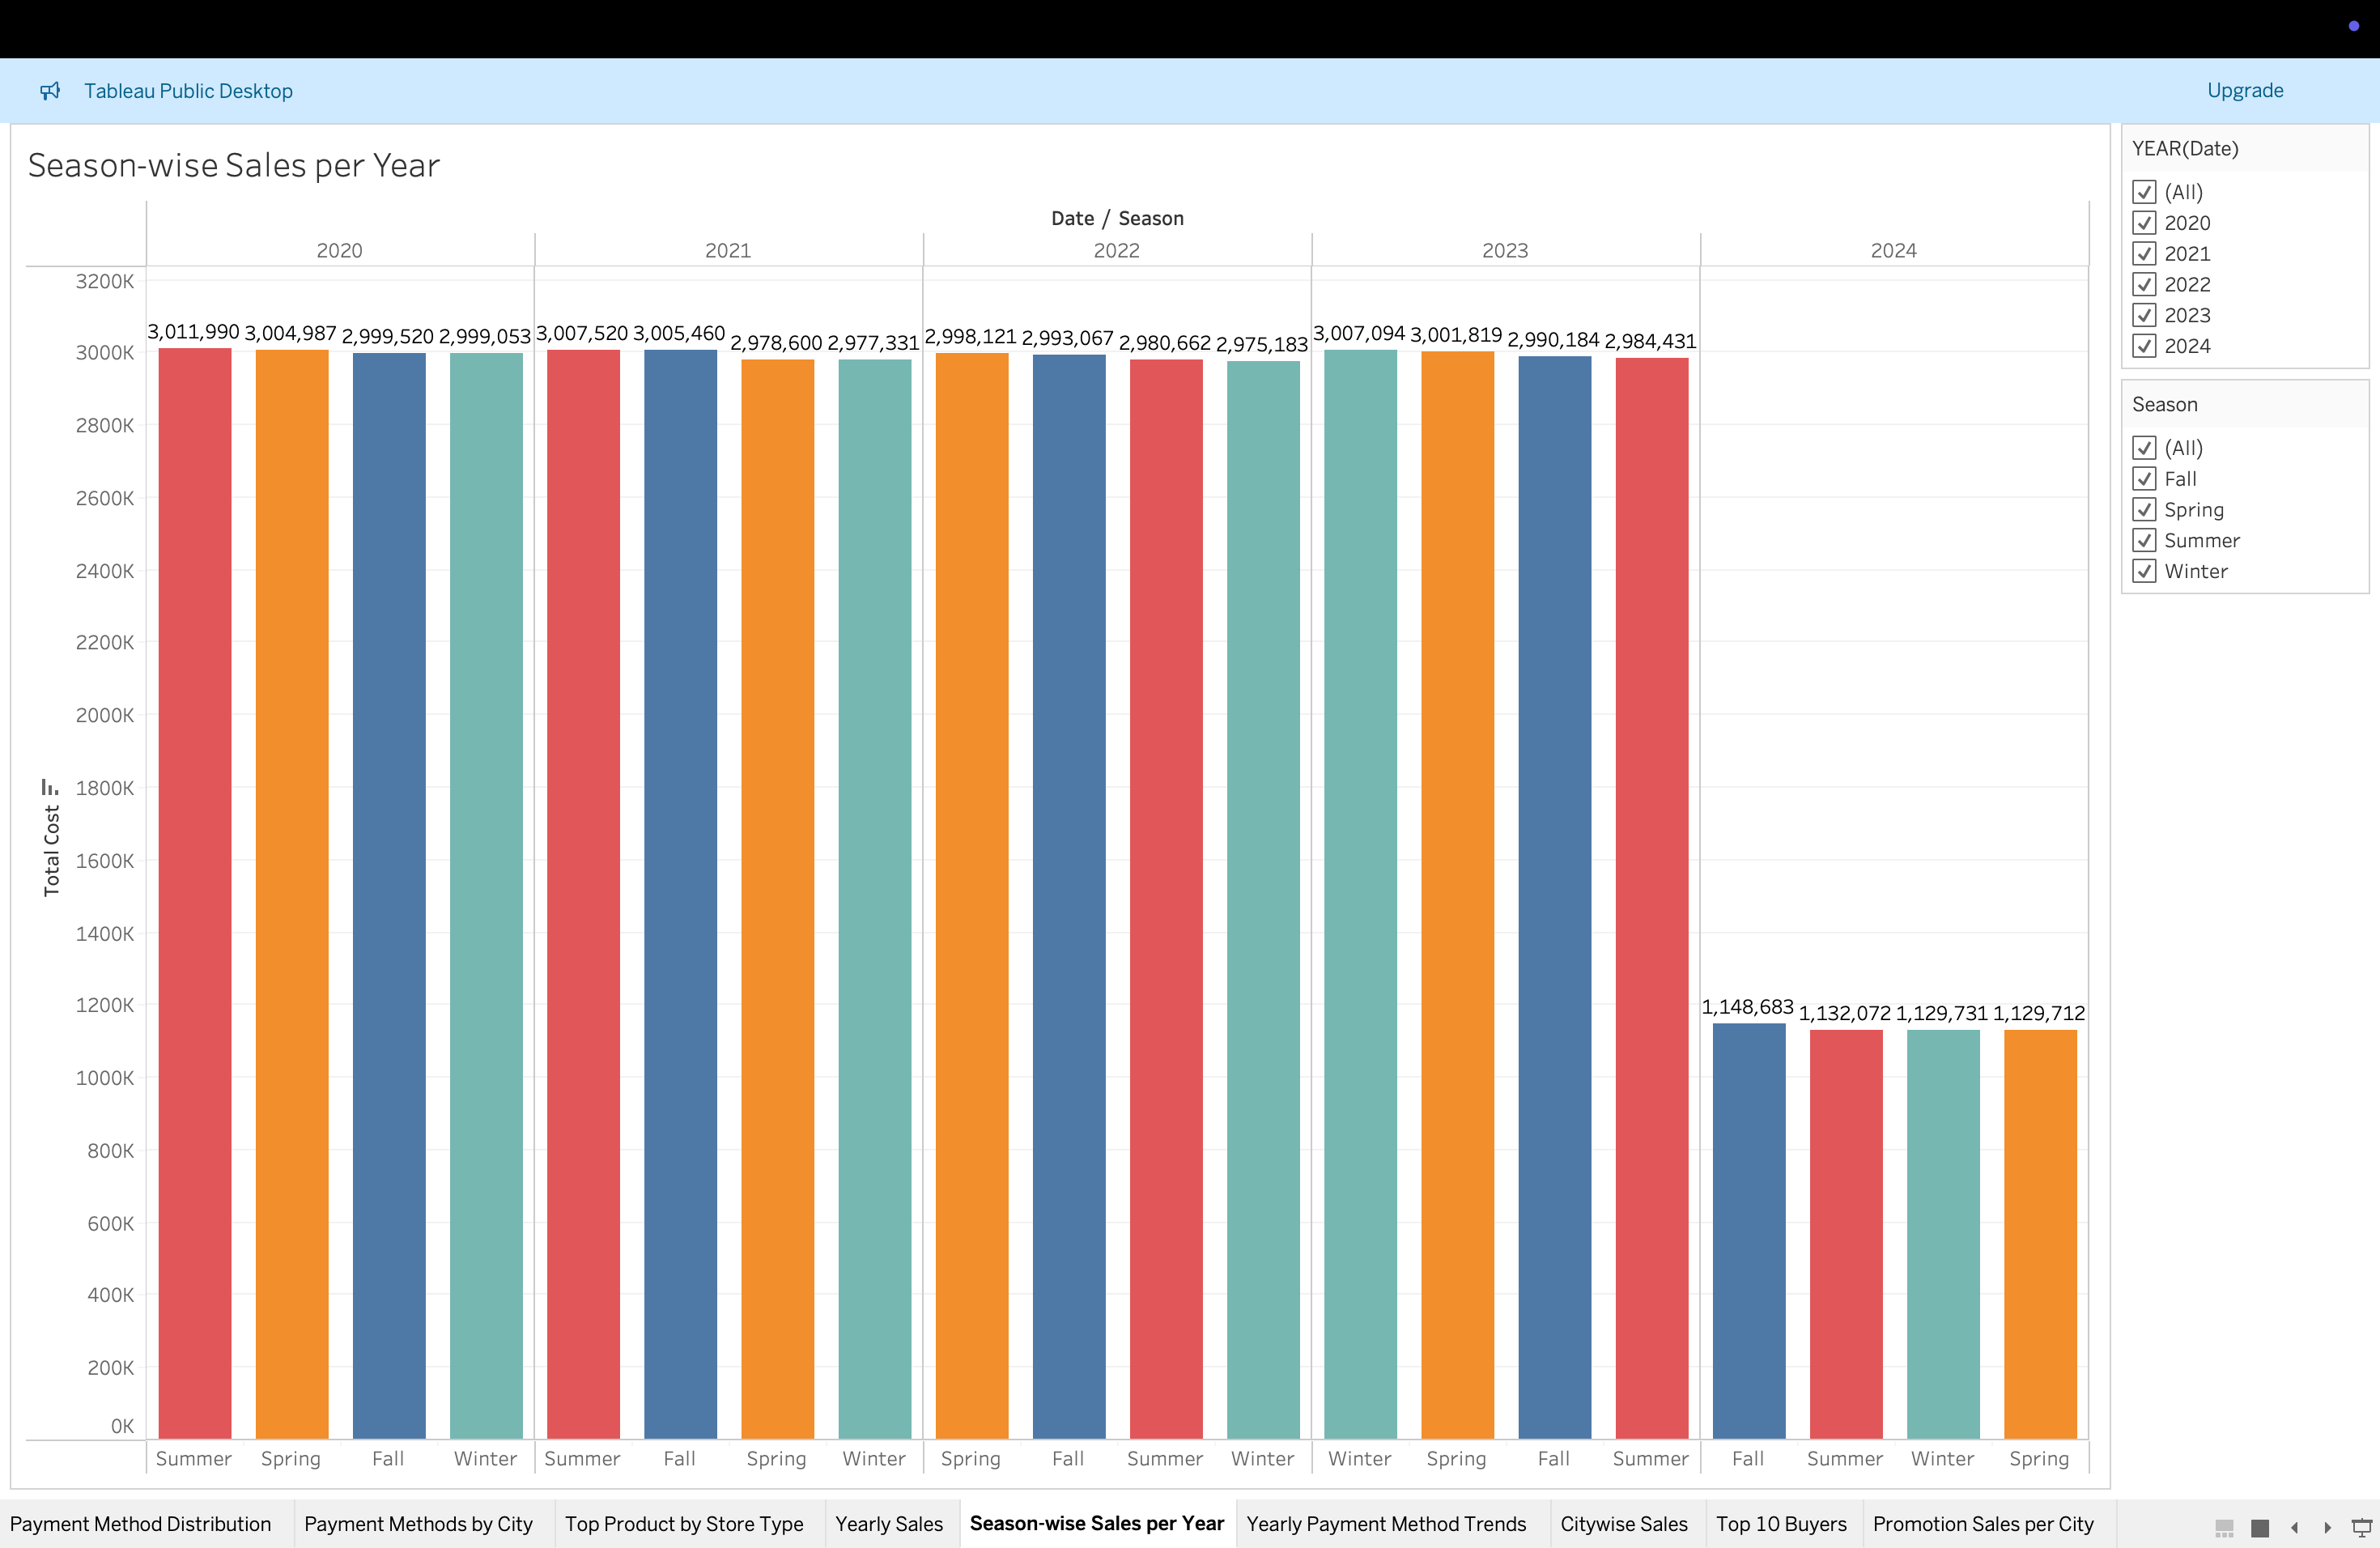 Tableau Public Desktop
Upgrade
Season-wise Sales per Year
Date / Season
2020 2021 2022 2023 2024
3200K
3000K
2800K
2600K
2400K
2200K
2000K
1800K
1600K
1400K
1200K
1000K
800K
600K
400K
200K
0K
Total Cost
3,011,990 3,004,987 2,999,520 2,999,053 3,007,520 3,005,460 2,978,600 2,977,331 2,998,121 2,993,067 2,980,662 2,975,183 3,007,094 3,001,819 2,990,184 2,984,431
1,148,683 1,132,072 1,129,731 1,129,712
Summer Spring Fall Winter Summer Fall Spring Winter Spring Fall Summer Winter Winter Spring Fall Summer Fall Summer Winter Spring
YEAR(Date)
(All)
2020
2021
2022
2023
2024
Season
(All)
Fall
Spring
Summer
Winter
Payment Method Distribution Payment Methods by City Top Product by Store Type Yearly Sales Season-wise Sales per Year Yearly Payment Method Trends Citywise Sales Top 10 Buyers Promotion Sales per City